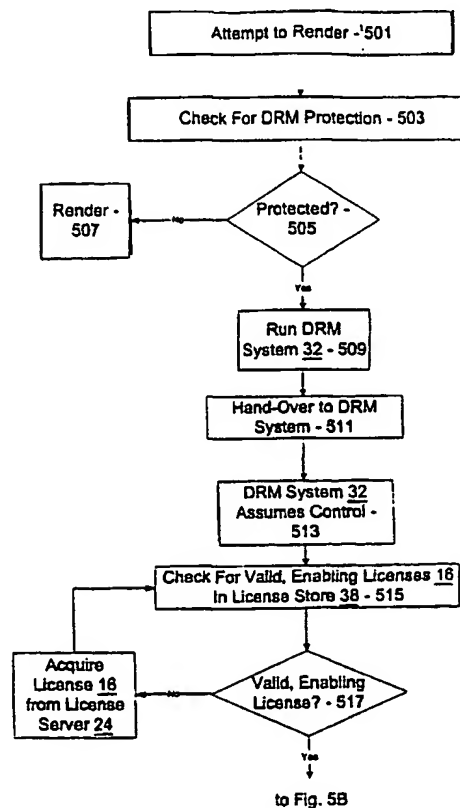 Attempt to Render - 501
Check For DRM Protection - 503
Protected? -
505
Render -
507
No
Yes
Run DRM
System 32 - 509
Hand-Over to DRM
System - 511
DRM System 32
Assumes Control -
513
Check For Valid, Enabling Licenses 16
In License Store 38 - 515
Acquire
License 16
from License
Server 24
No
Valid, Enabling
License? - 517
Yes
to Fig. 5B